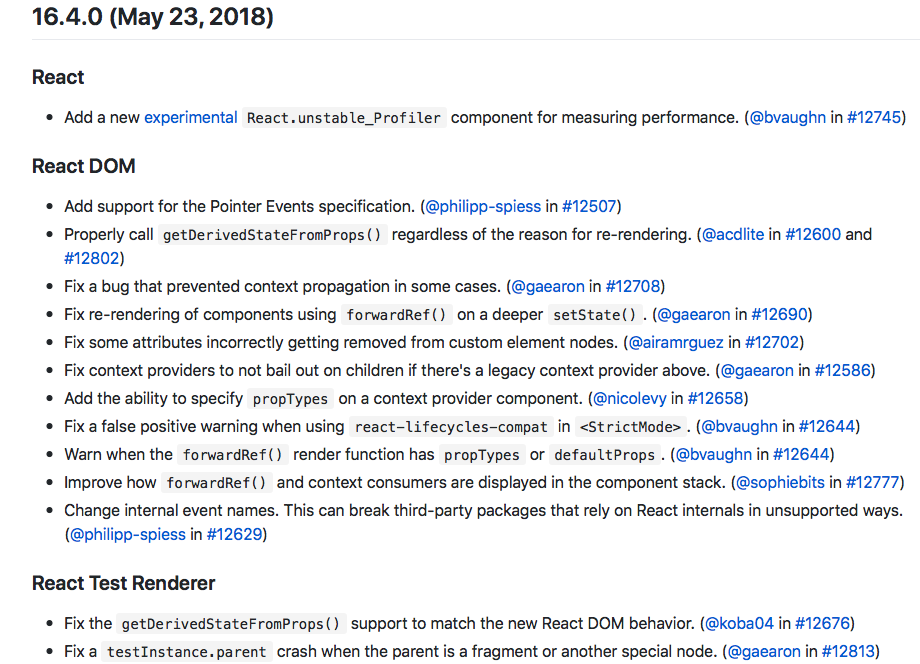 16.4.0 (May 23, 2018)
React
• Add a new experimental React.unstable_Profiler component for measuring performance. (@bvaughn in #12745)
React DOM
• Add support for the Pointer Events specification. (@philipp-spiess in #12507)
• Properly call getDerivedStateFromProps() regardless of the reason for re-rendering. (@acdlite in #12600 and
#12802)
• Fix a bug that prevented context propagation in some cases. (@gaearon in #12708)
• Fix re-rendering of components using forwardRef() on a deeper setState() . (@gaearon in #12690)
• Fix some attributes incorrectly getting removed from custom element nodes. (@airamrguez in #12702)
• Fix context providers to not bail out on children if there's a legacy context provider above. (@gaearon in #12586)
• Add the ability to specify propTypes on a context provider component. (@nicolevy in #12658)
• Fix a false positive warning when using react-lifecycles-compat in <StrictMode> . (@bvaughn in #12644)
• Warn when the forwardRef() render function has propTypes or defaultProps . (@bvaughn in #12644)
• Improve how forwardRef() and context consumers are displayed in the component stack. (@sophiebits in #12777)
• Change internal event names. This can break third-party packages that rely on React internals in unsupported ways.
(@philipp-spiess in #12629)
React Test Renderer
• Fix the getDerivedStateFromProps() support to match the new React DOM behavior. (@koba04 in #12676)
• Fix a testInstance.parent crash when the parent is a fragment or another special node. (@gaearon in #12813)